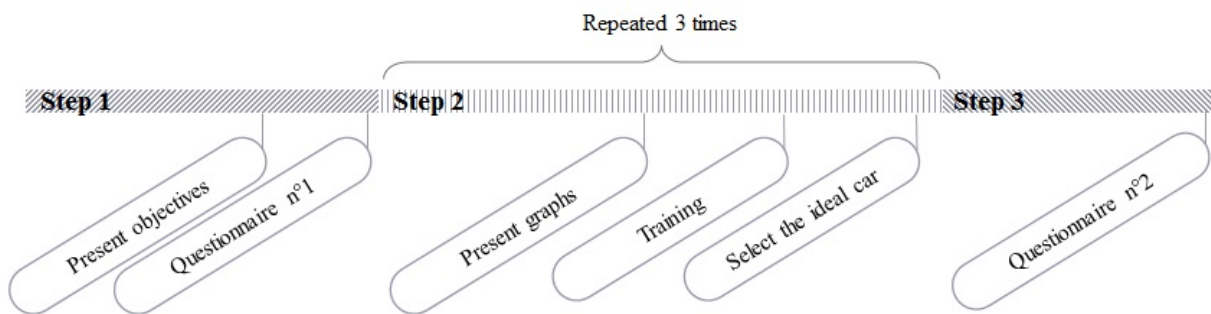 Repeated 3 times
Step 1
Step 2
Step 3
Present objectives
Questionnaire n°1
Present graphs
Training
Select the ideal car
Questionnaire n°2